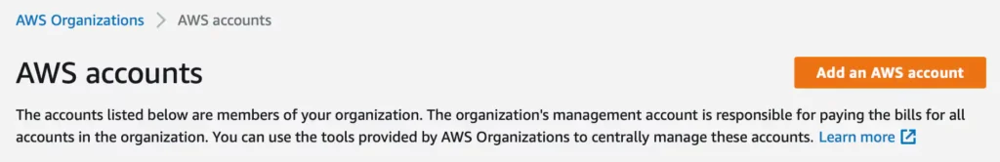 AWS Organizations > AWS accounts
AWS accounts
Add an AWS account
The accounts listed below are members of your organization. The organization's management account is responsible for paying the bills for all
accounts in the organization. You can use the tools provided by AWS Organizations to centrally manage these accounts. Learn more